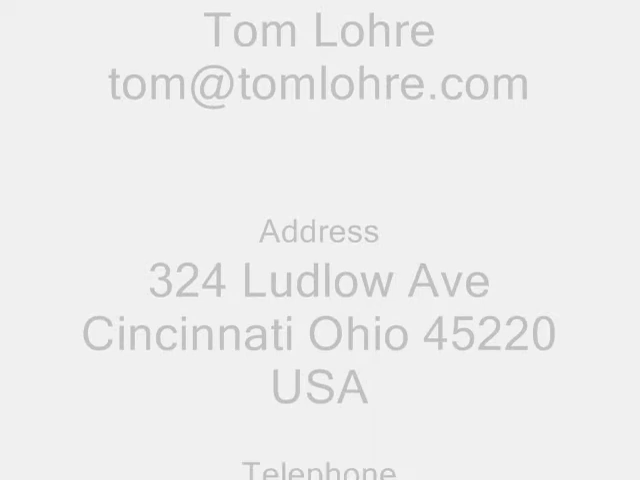 Tom Lohre
tom@tomlohre.com
Address
324 Ludlow Ave
Cincinnati Ohio 45220
USA
Telephone